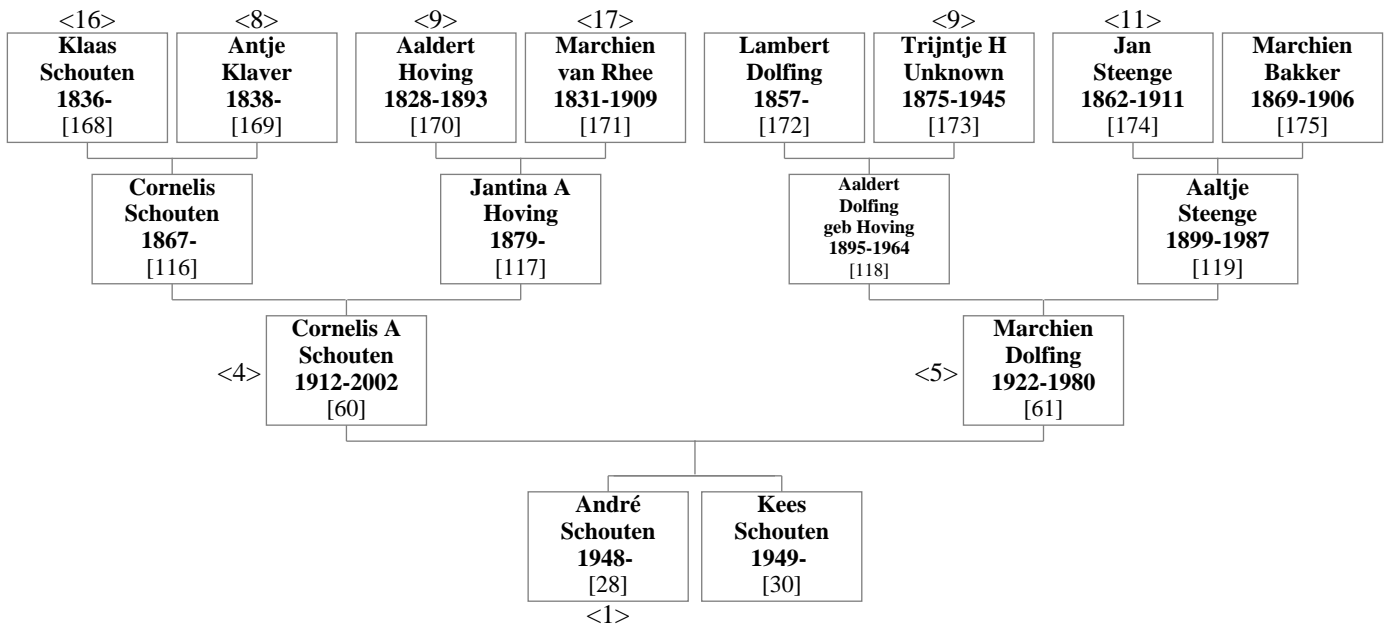 <16>
<8>
<9>
<17>
<9>
<11>
Klaas
Schouten
1836-
[168]
Antje
Klaver
1838-
[169]
Aaldert
Hoving
1828-1893
[170]
Marchien
van Rhee
1831-1909
[171]
Lambert
Dolfing
1857-
[172]
Trijntje H
Unknown
1875-1945
[173]
Jan
Steenge
1862-1911
[174]
Marchien
Bakker
1869-1906
[175]
Cornelis
Schouten
1867-
[116]
Jantina A
Hoving
1879-
[117]
Aaldert
Dolfing
geb Hoving
1895-1964
[118]
Aaltje
Steenge
1899-1987
[119]
<4>
Cornelis A
Schouten
1912-2002
[60]
<5>
Marchien
Dolfing
1922-1980
[61]
André
Schouten
1948-
[28]
Kees
Schouten
1949-
[30]
<1>